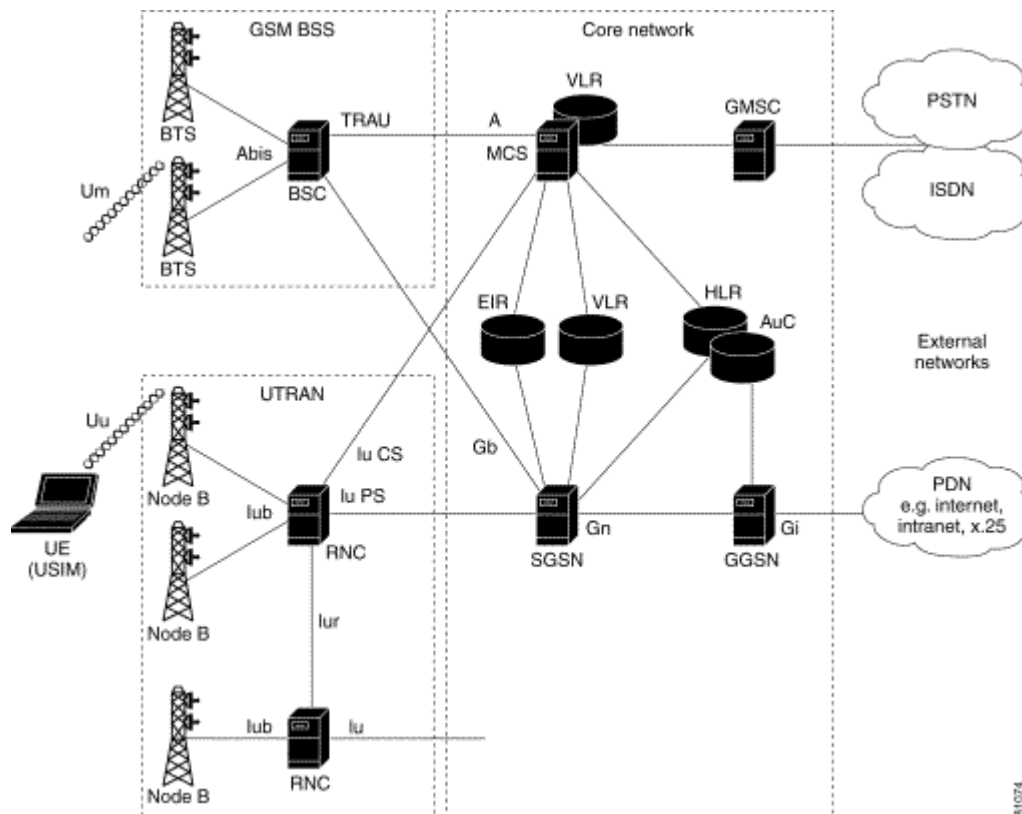 GSM BSS
Core network
VLR
GMSC
PSTN
BTS
TRAU
A
Abis
MCS
BSC
Um
ISDN
BTS
EIR
VLR
HLR
AuC
External
networks
UTRAN
Uu
Iu CS
Gb
Node B
Iu PS
Iub
PDN
e.g. internet,
intranet, x.25
Gn
Gi
UE
(USIM)
RNC
SGSN
GGSN
Node B
Iur
Iub
Iu
RNC
Node B
81074